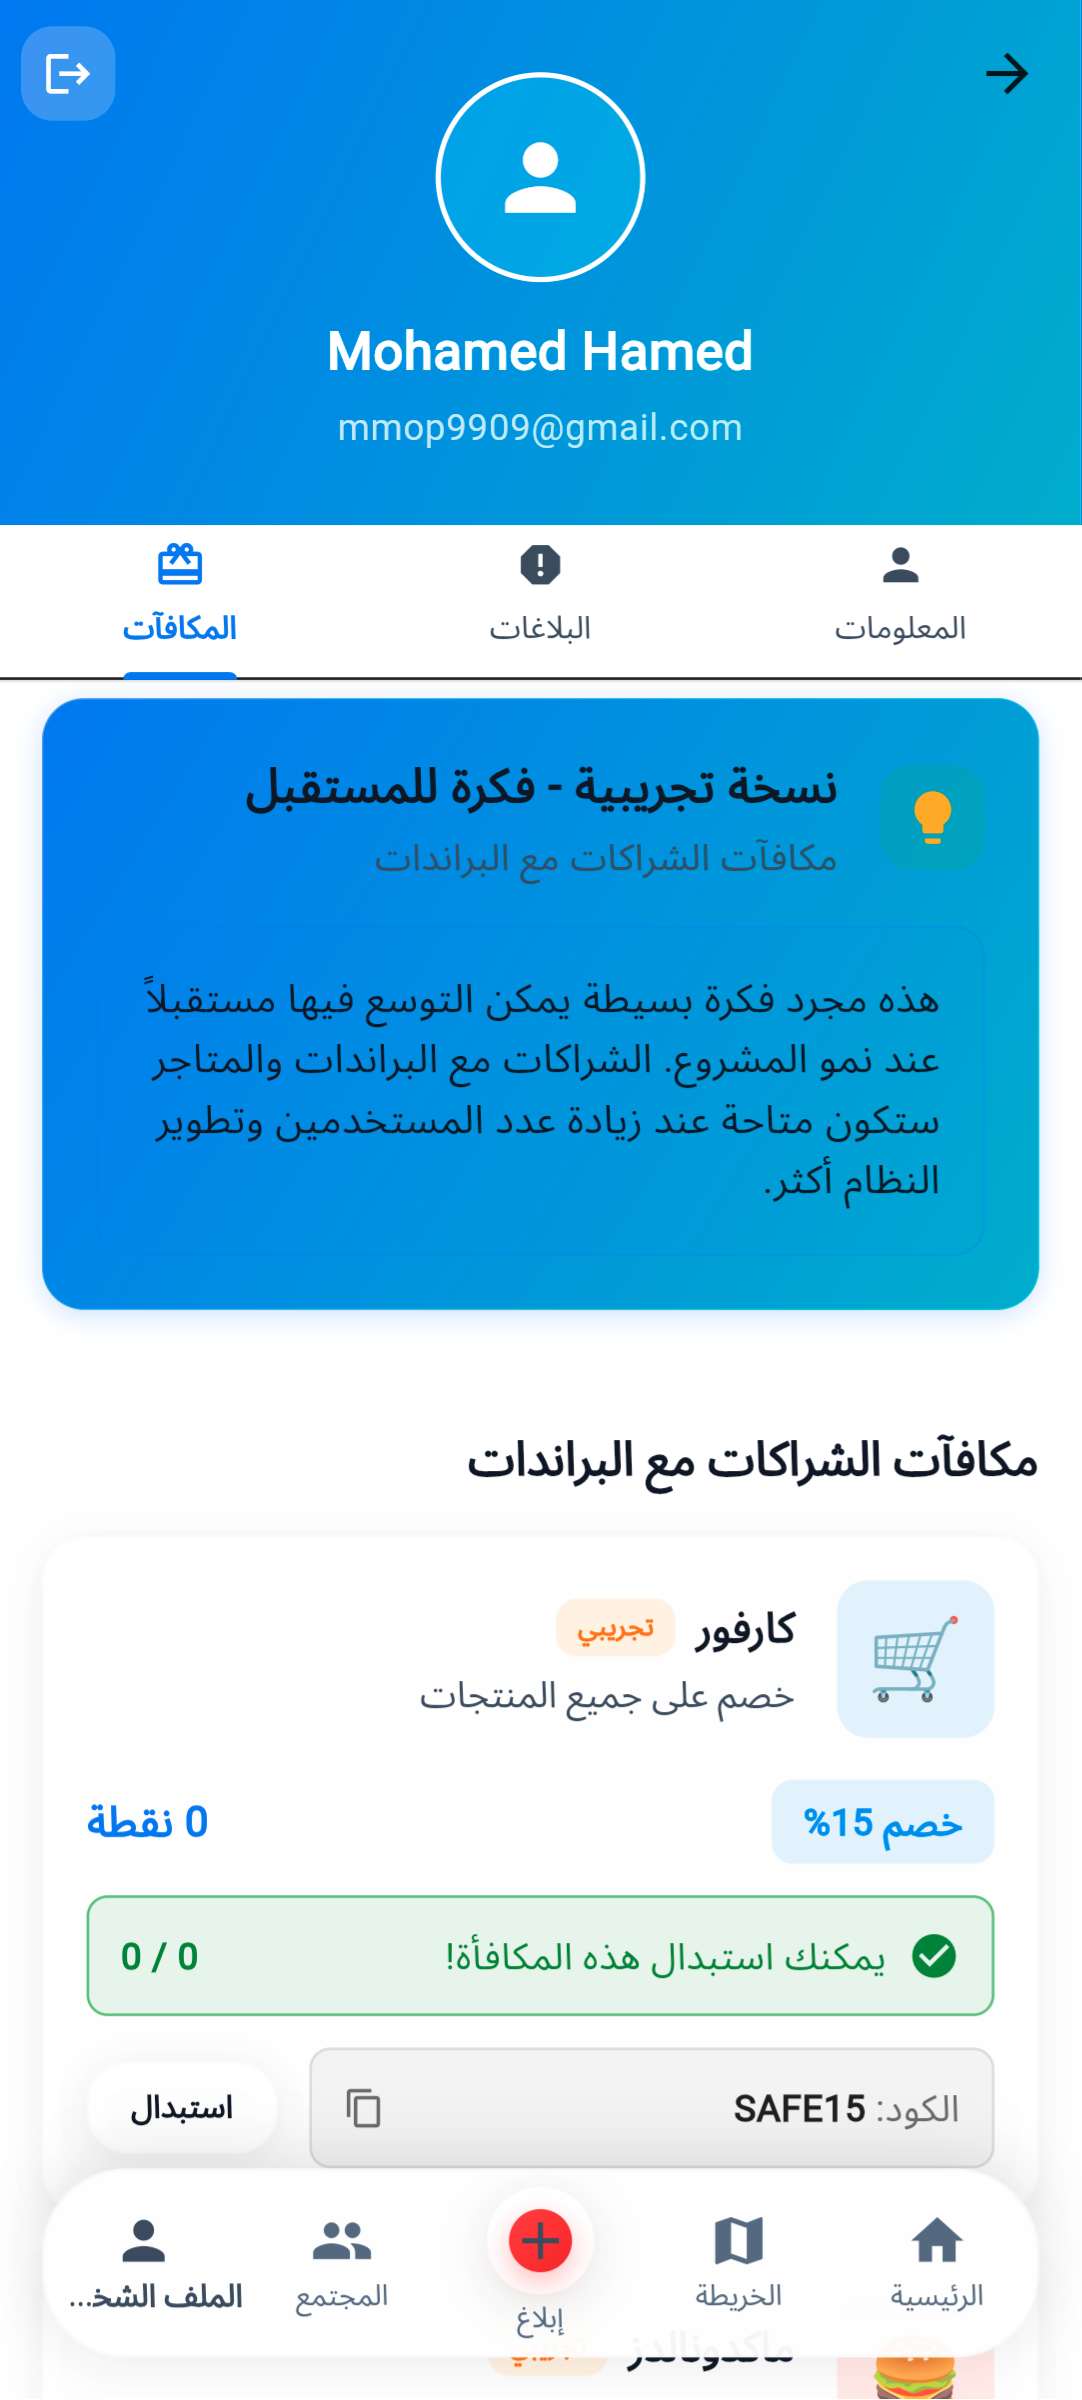 Mohamed Hamed
mmop9909@gmail.com
المعلومات
البلاغات
المكافآت
نسخة تجريبية - فكرة للمستقبل
مكافآت الشراكات مع البراندات
هذه مجرد فكرة بسيطة يمكن التوسع فيها مستقبلاً
عند نمو المشروع. الشراكات مع البراندات والمتاجر
ستكون متاحة عند زيادة عدد المستخدمين وتطوير
النظام أكثر.
مكافآت الشراكات مع البراندات
كارفور تجريبي
خصم على جميع المنتجات
خصم 15%
0 نقطة
يمكنك استبدال هذه المكافأة!
0 / 0
الكود: SAFE15
استبدال
ماكدونالدز تجريبي
الرئيسية
الخريطة
إبلاغ
المجتمع
الملف الشخـ...